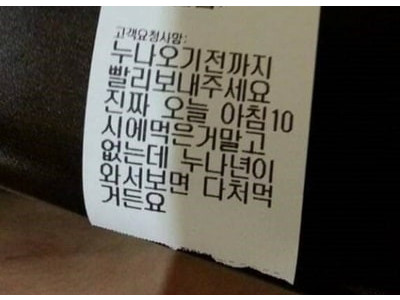 고객요청사항:
누나오기전까지
빨리보내주세요
진짜 오늘 아침10
시에먹은거말고
없는데 누나년이
와서보면 다처먹
거든요